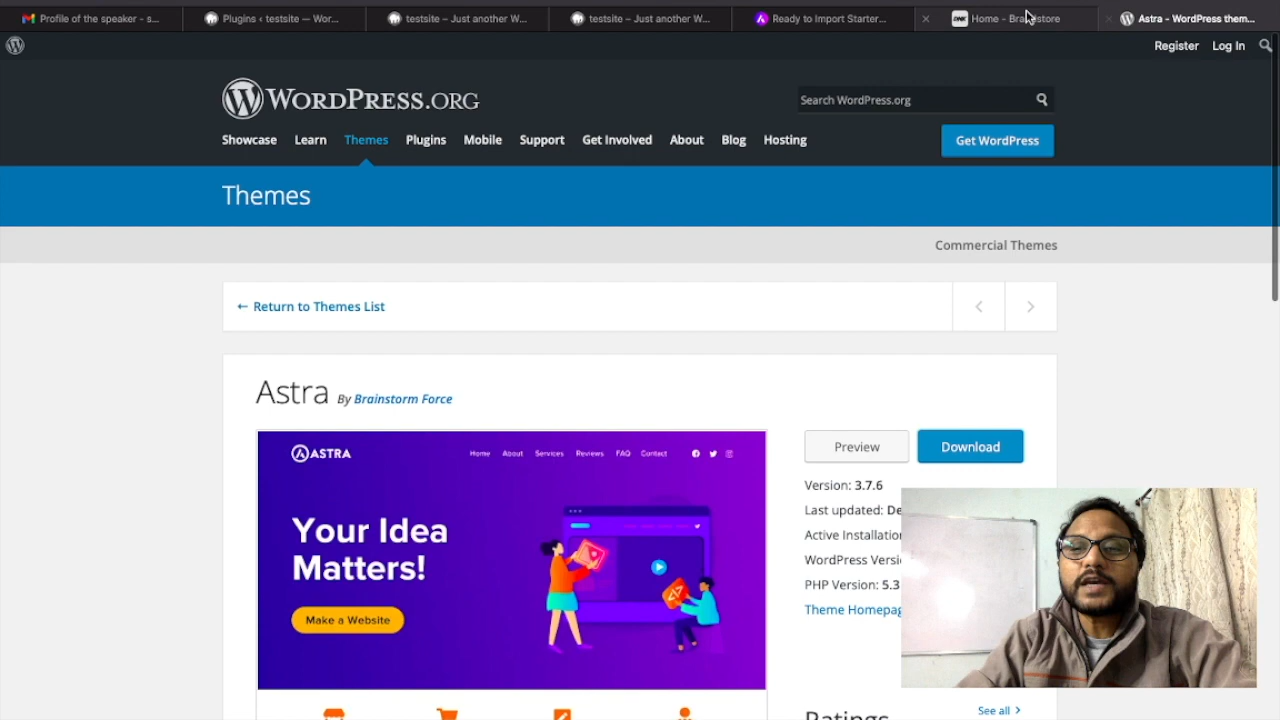 Profile of the speaker - s...
Plugins ‹ testsite — Wor...
testsite – Just another W...
testsite – Just another W...
Ready to Import Starter...
DNK
Home - Brandstore
Astra - WordPress them...
Register
Log In
WORDPRESS.ORG
Search WordPress.org
Showcase
Learn
Themes
Plugins
Mobile
Support
Get Involved
About
Blog
Hosting
Get WordPress
Themes
Commercial Themes
← Return to Themes List
Astra By Brainstorm Force
ASTRA
Home
About
Services
Reviews
FAQ
Contact
Your Idea
Matters!
Make a Website
Preview
Download
Version: 3.7.6
Last updated: De
Active Installatio
WordPress Versi
PHP Version: 5.3
Theme Homepag
Ratings
See all